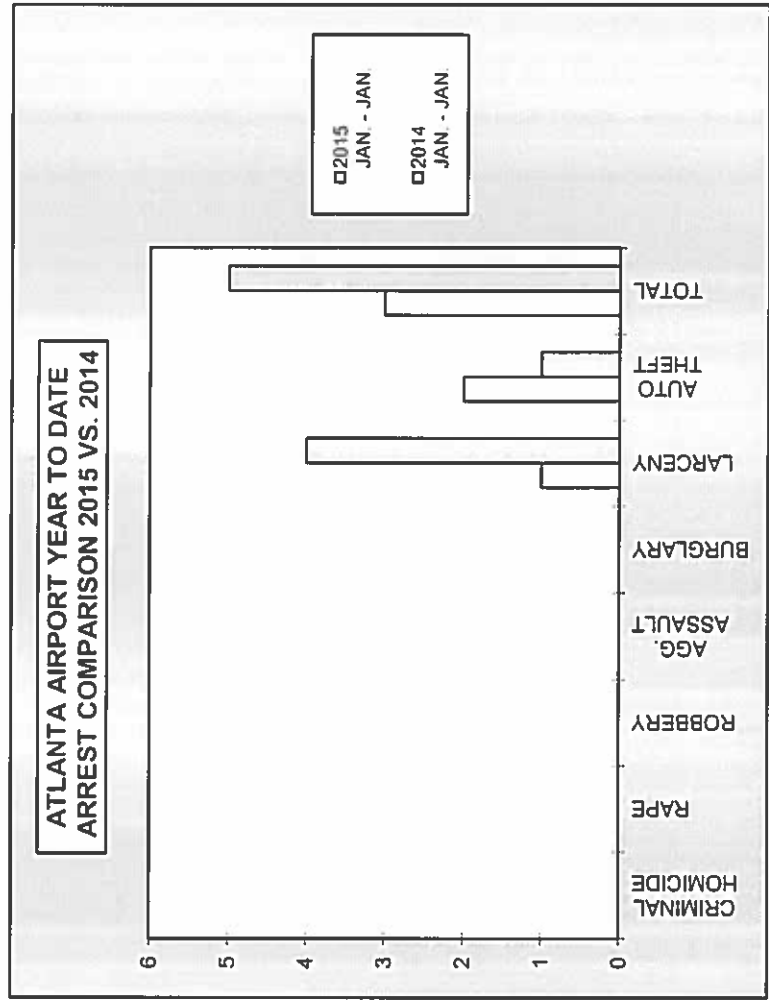 ATLANTA AIRPORT YEAR TO DATE
ARREST COMPARISON 2015 VS. 2014
6
5
4
3
2
1
0
CRIMINAL
HOMICIDE
RAPE
ROBBERY
AGG.
ASSAULT
BURGLARY
LARCENY
AUTO
THEFT
TOTAL
2015
JAN. - JAN.
2014
JAN. - JAN.